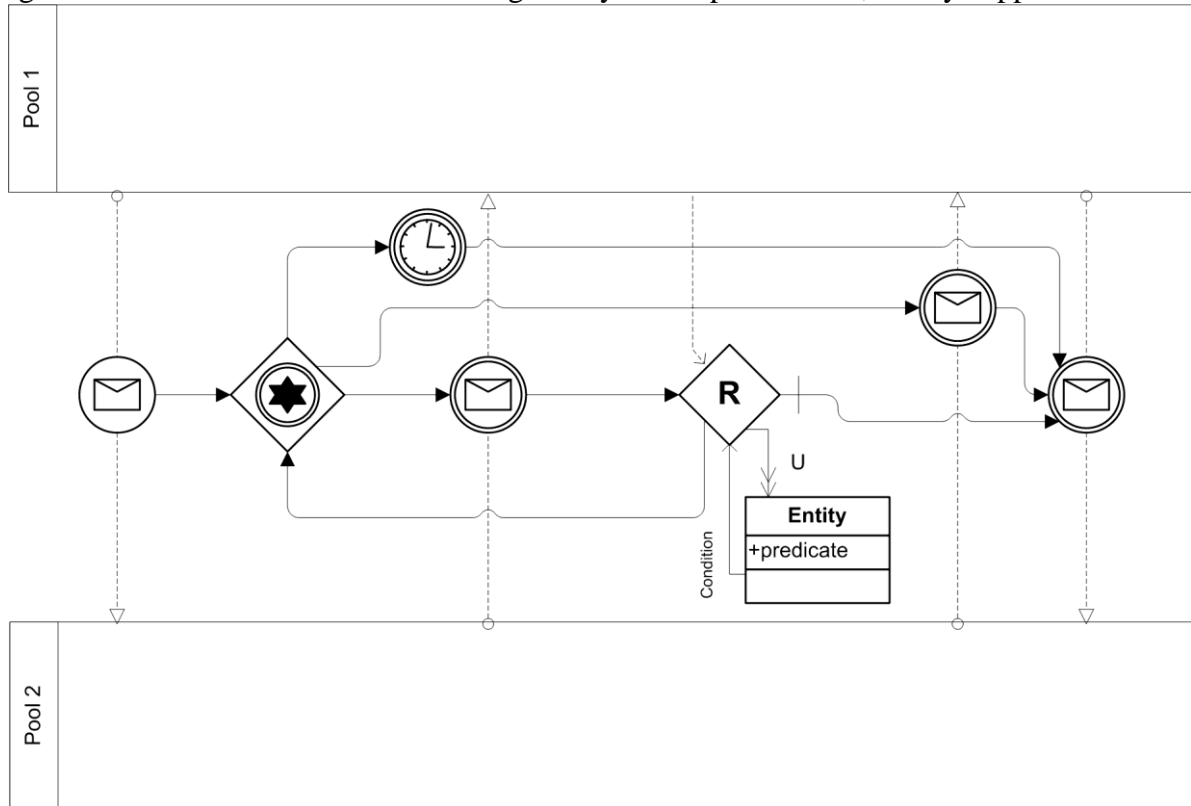 Pool 1
R
U
Entity
+predicate
Condition
Pool 2